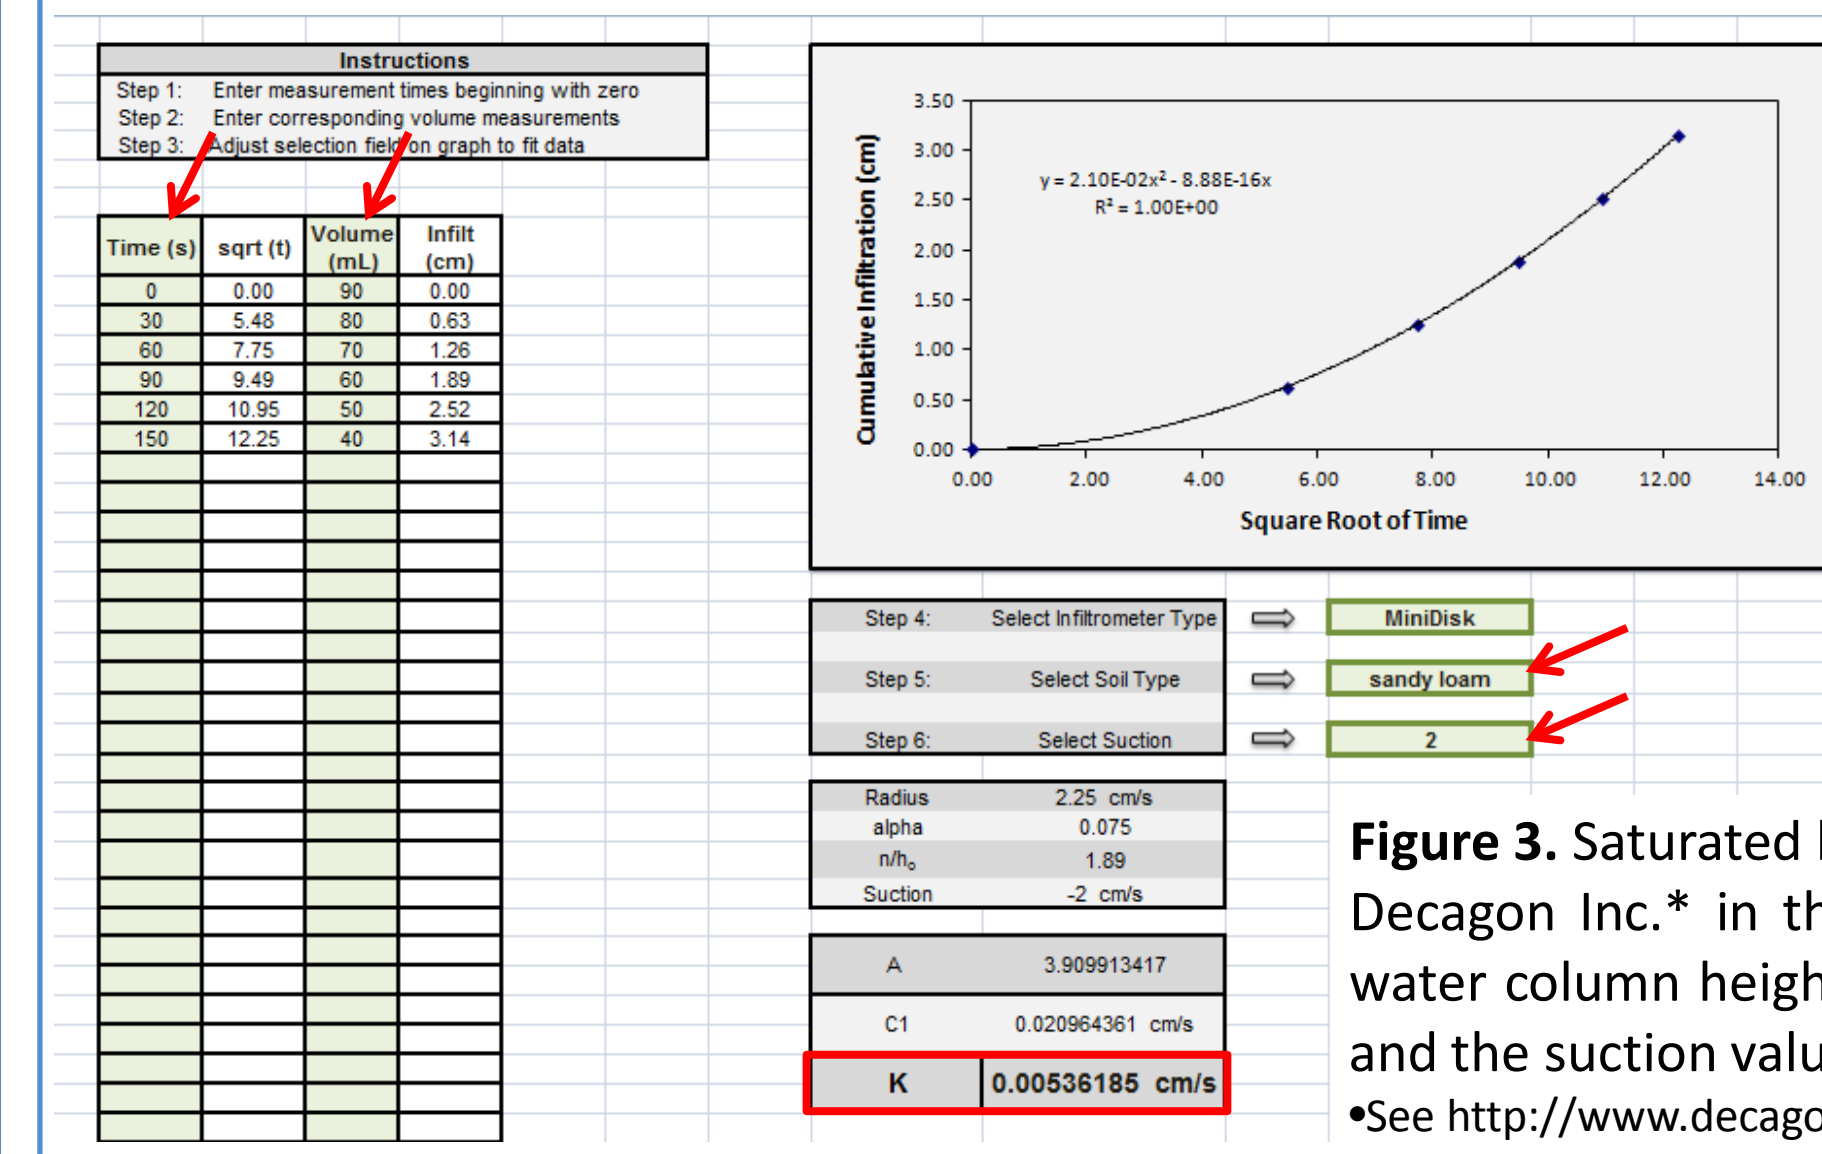 Instructions
Step 1: Enter measurement times beginning with zero
Step 2: Enter corresponding volume measurements
Step 3: Adjust selection field on graph to fit data
Time (s) sqrt (t) Volume (mL) Infilt (cm)
0 0.00 90 0.00
30 5.48 80 0.63
60 7.75 70 1.26
90 9.49 60 1.89
120 10.95 50 2.52
150 12.25 40 3.14
Cumulative Infiltration (cm)
3.50
3.00
2.50
2.00
1.50
1.00
0.50
0.00
y = 2.10E-02x² - 8.88E-16x
R² = 1.00E+00
0.00 2.00 4.00 6.00 8.00 10.00 12.00 14.00
Square Root of Time
Step 4: Select Infiltrometer Type MiniDisk
Step 5: Select Soil Type sandy loam
Step 6: Select Suction 2
Radius 2.25 cm/s
alpha 0.075
n/hₒ 1.89
Suction -2 cm/s
A 3.909913417
C1 0.020964361 cm/s
K 0.00536185 cm/s
Figure 3. Saturated
Decagon Inc.* in th
water column heigh
and the suction valu
•See http://www.decago